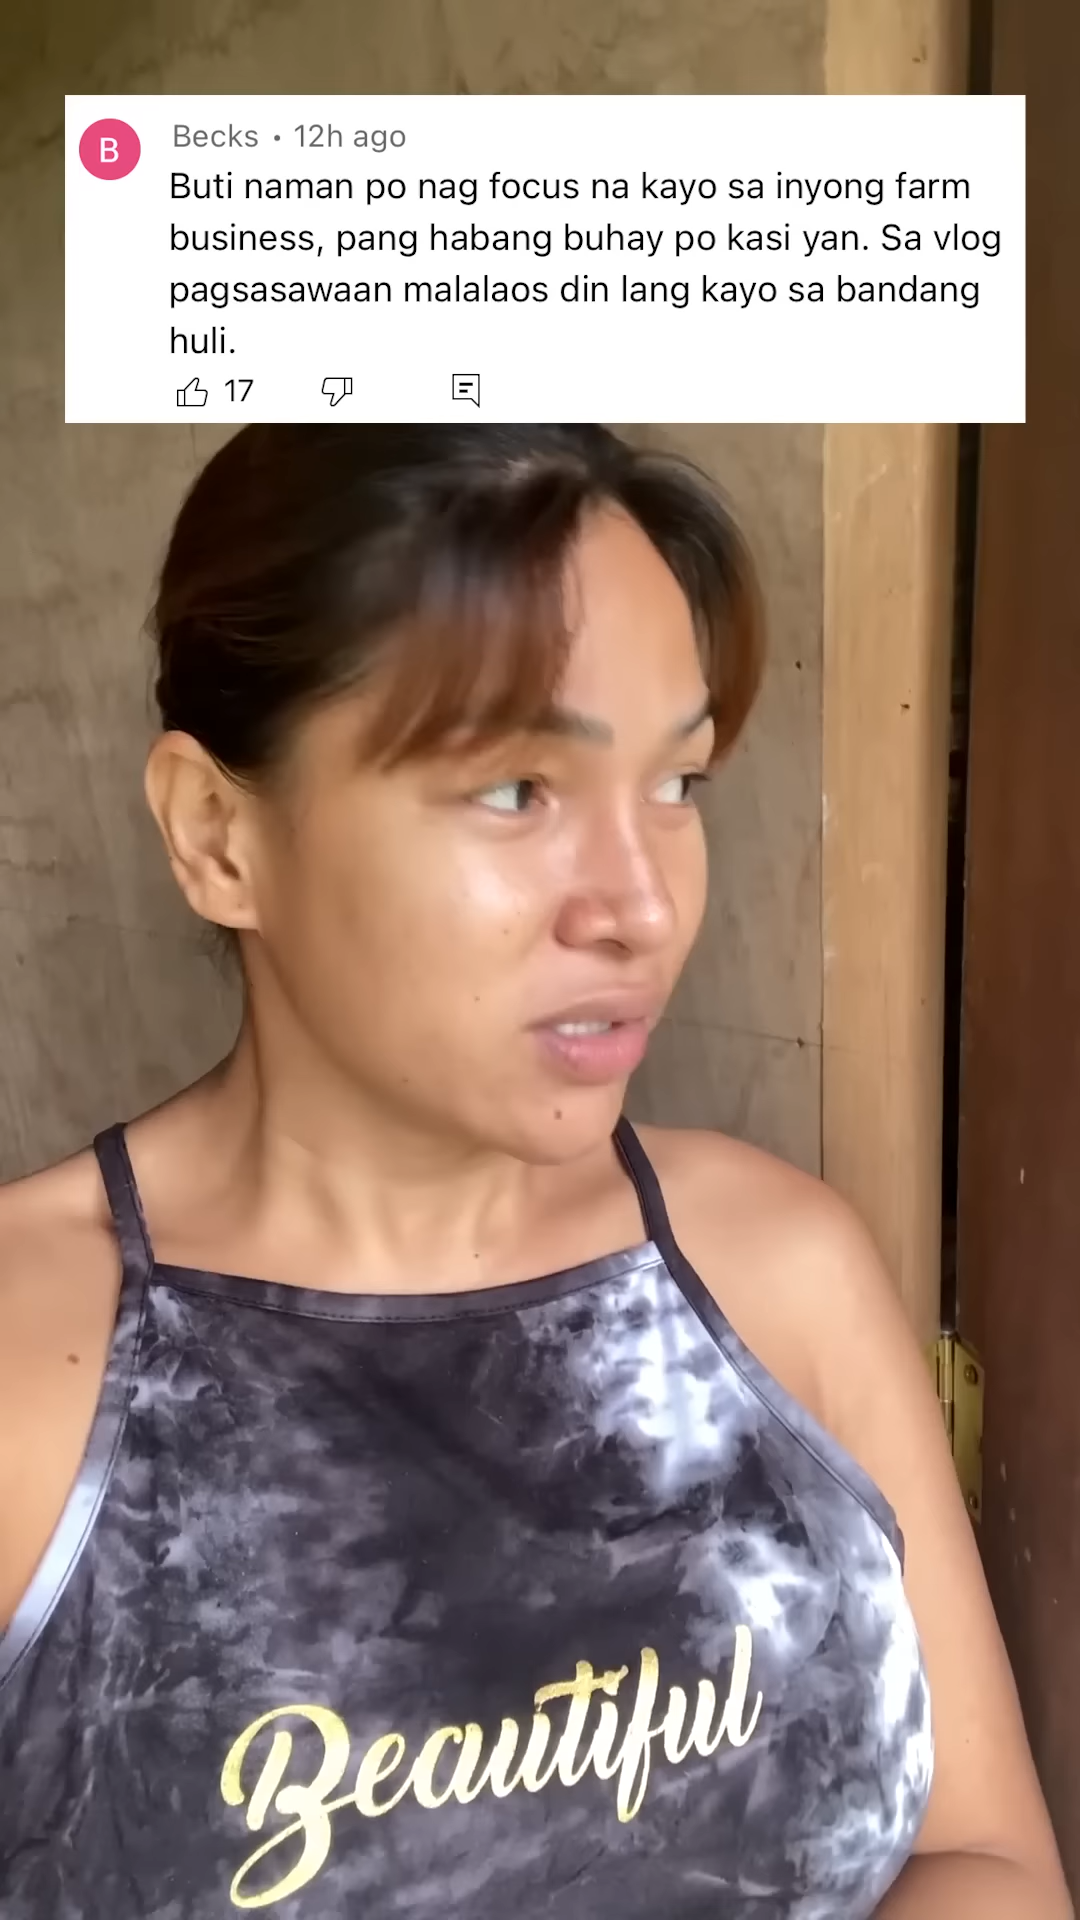 B
Becks • 12h ago
Buti naman po nag focus na kayo sa inyong farm
business, pang habang buhay po kasi yan. Sa vlog
pagsasawaan malalaos din lang kayo sa bandang
huli.
17
Beautiful